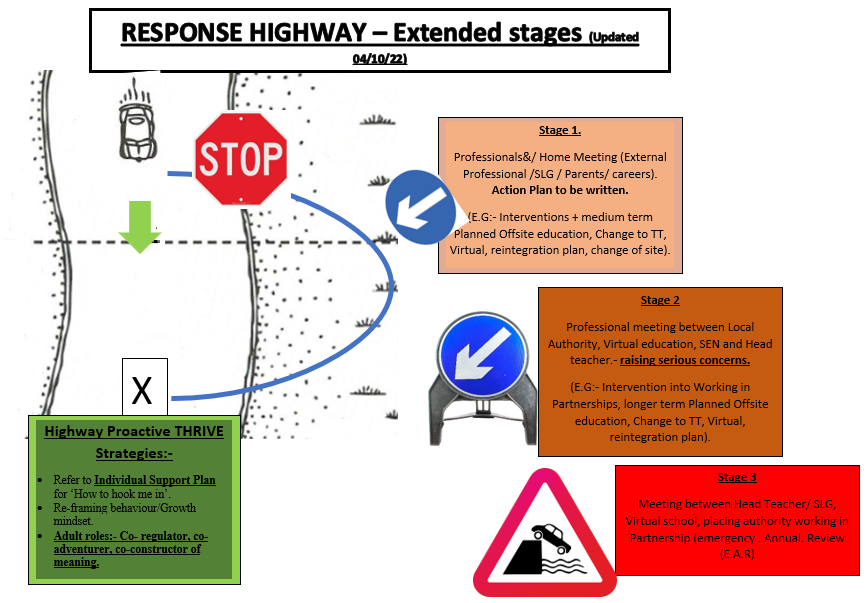 RESPONSE HIGHWAY – Extended stages (Updated
04/10/22)
STOP
Stage 1.
Professionals&/ Home Meeting (External
Professional /SLG / Parents/ careers).
Action Plan to be written.
(E.G:- Interventions + medium term
Planned Offsite education, Change to TT,
Virtual, reintegration plan, change of site).
Stage 2
Professional meeting between Local
Authority, Virtual education, SEN and Head
teacher.- raising serious concerns.
(E.G:- Intervention into Working in
Partnerships, longer term Planned Offsite
education, Change to TT, Virtual,
reintegration plan).
X
Highway Proactive THRIVE
Strategies:-
• Refer to Individual Support Plan
for ‘How to hook me in’.
• Re-framing behaviour/Growth
mindset.
• Adult roles:- Co- regulator, co-
adventurer, co-constructor of
meaning.
Stage 3
Meeting between Head Teacher/ SLG,
Virtual school, placing authority working in
Partnership (emergency . Annual. Review
(E.A.R)